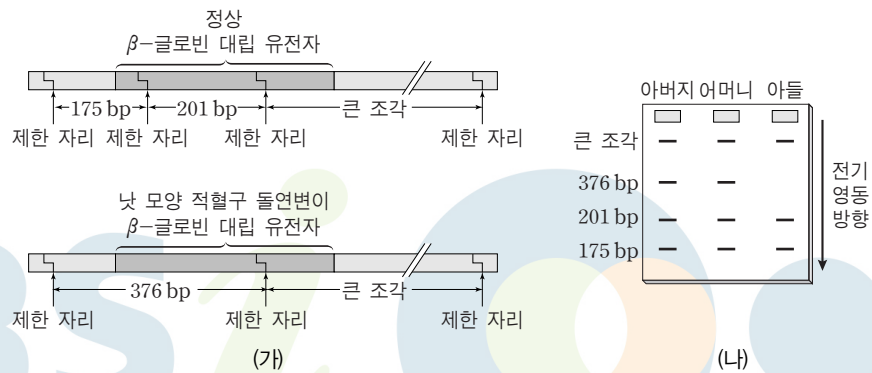 정상
β-글로빈 대립 유전자
175 bp 201 bp 큰 조각
제한 자리 제한 자리 제한 자리 제한 자리
낫 모양 적혈구 돌연변이
β-글로빈 대립 유전자
376 bp 큰 조각
제한 자리 제한 자리 제한 자리
(가)
아버지 어머니 아들
큰 조각
376 bp
201 bp
175 bp
전기
영동
방향
(나)